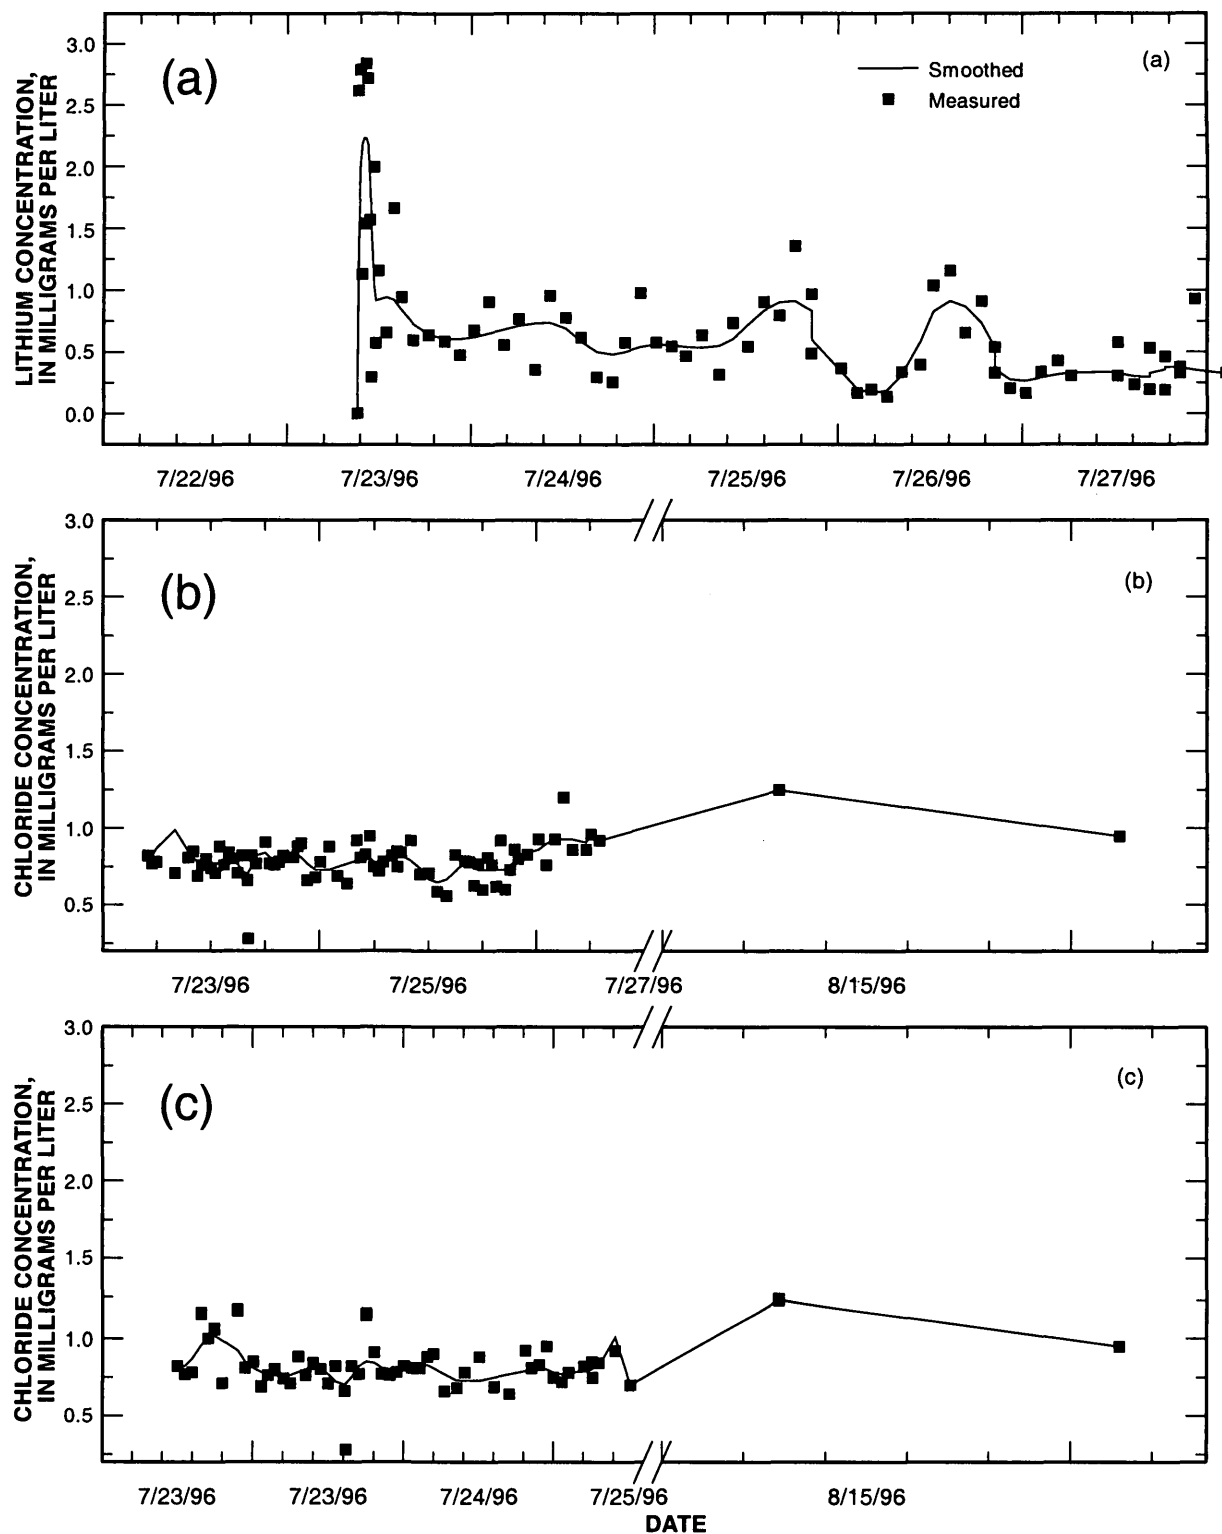 LITHIUM CONCENTRATION,
IN MILLIGRAMS PER LITER
3.0
2.5
2.0
1.5
1.0
0.5
0.0
(a)
Smoothed
Measured
(a)
7/22/96 7/23/96 7/24/96 7/25/96 7/26/96 7/27/96
CHLORIDE CONCENTRATION,
IN MILLIGRAMS PER LITER
3.0
2.5
2.0
1.5
1.0
0.5
(b)
(b)
7/23/96 7/25/96 7/27/96 8/15/96
CHLORIDE CONCENTRATION,
IN MILLIGRAMS PER LITER
3.0
2.5
2.0
1.5
1.0
0.5
(c)
(c)
7/23/96 7/23/96 7/24/96 7/25/96 8/15/96
DATE